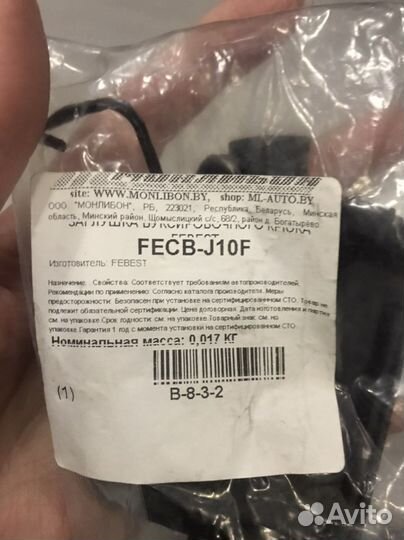 site: WWW.MONLIBON.BY, shop: ML-AUTO.BY
ООО "МОНЛИБОН", РБ, 223021, Республика, Беларусь, Минская
область, Минский район, Щомыслицкий с/с, 68/2, район д. Богатырёво
ЗАГЛУШКА БУКСИРОВОЧНОГО КРЮКА
FEBEST
FECB-J10F
Изготовитель: FEBEST
Назначение. Свойства: Соответствует требованиям автопроизводителей.
Рекомендации по применению: Согласно каталога производителя. Меры
предосторожности: Безопасен при установке на сертифицированном СТО. Товар не
подлежит обязательной сертификации. Цена договорная. Дата изготовления и партия
см. на упаковке. Срок годности: см. на упаковке. Товарный знак: см. на
упаковке. Гарантия 1 год с момента установки на сертифицированном СТО
Номинальная масса: 0,017 КГ
(1)
B-8-3-2
Avito